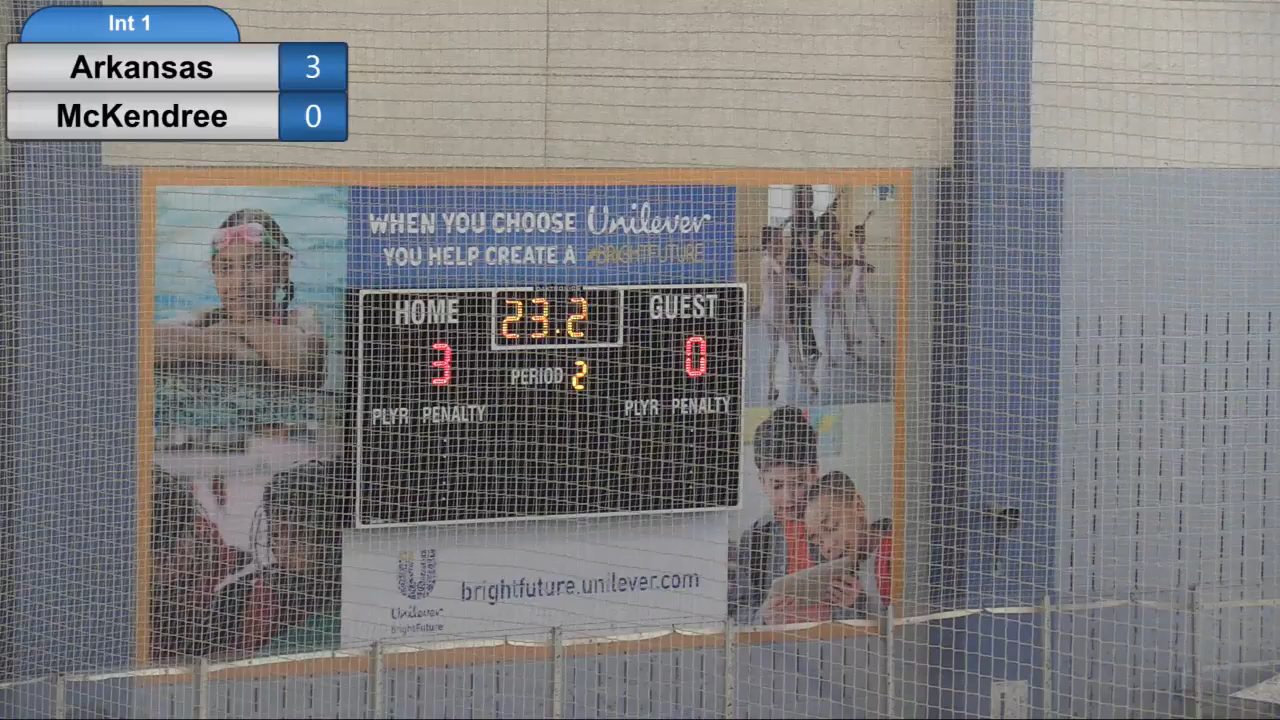 Int 1
Arkansas 3
McKendree 0
WHEN YOU CHOOSE Unilever
YOU HELP CREATE A #BRIGHTFUTURE
HOME 23.2 GUEST
3 PERIOD 2 0
PLYR PENALTY PLYR PENALTY
brightfuture.unilever.com
Unilever
BrightFuture